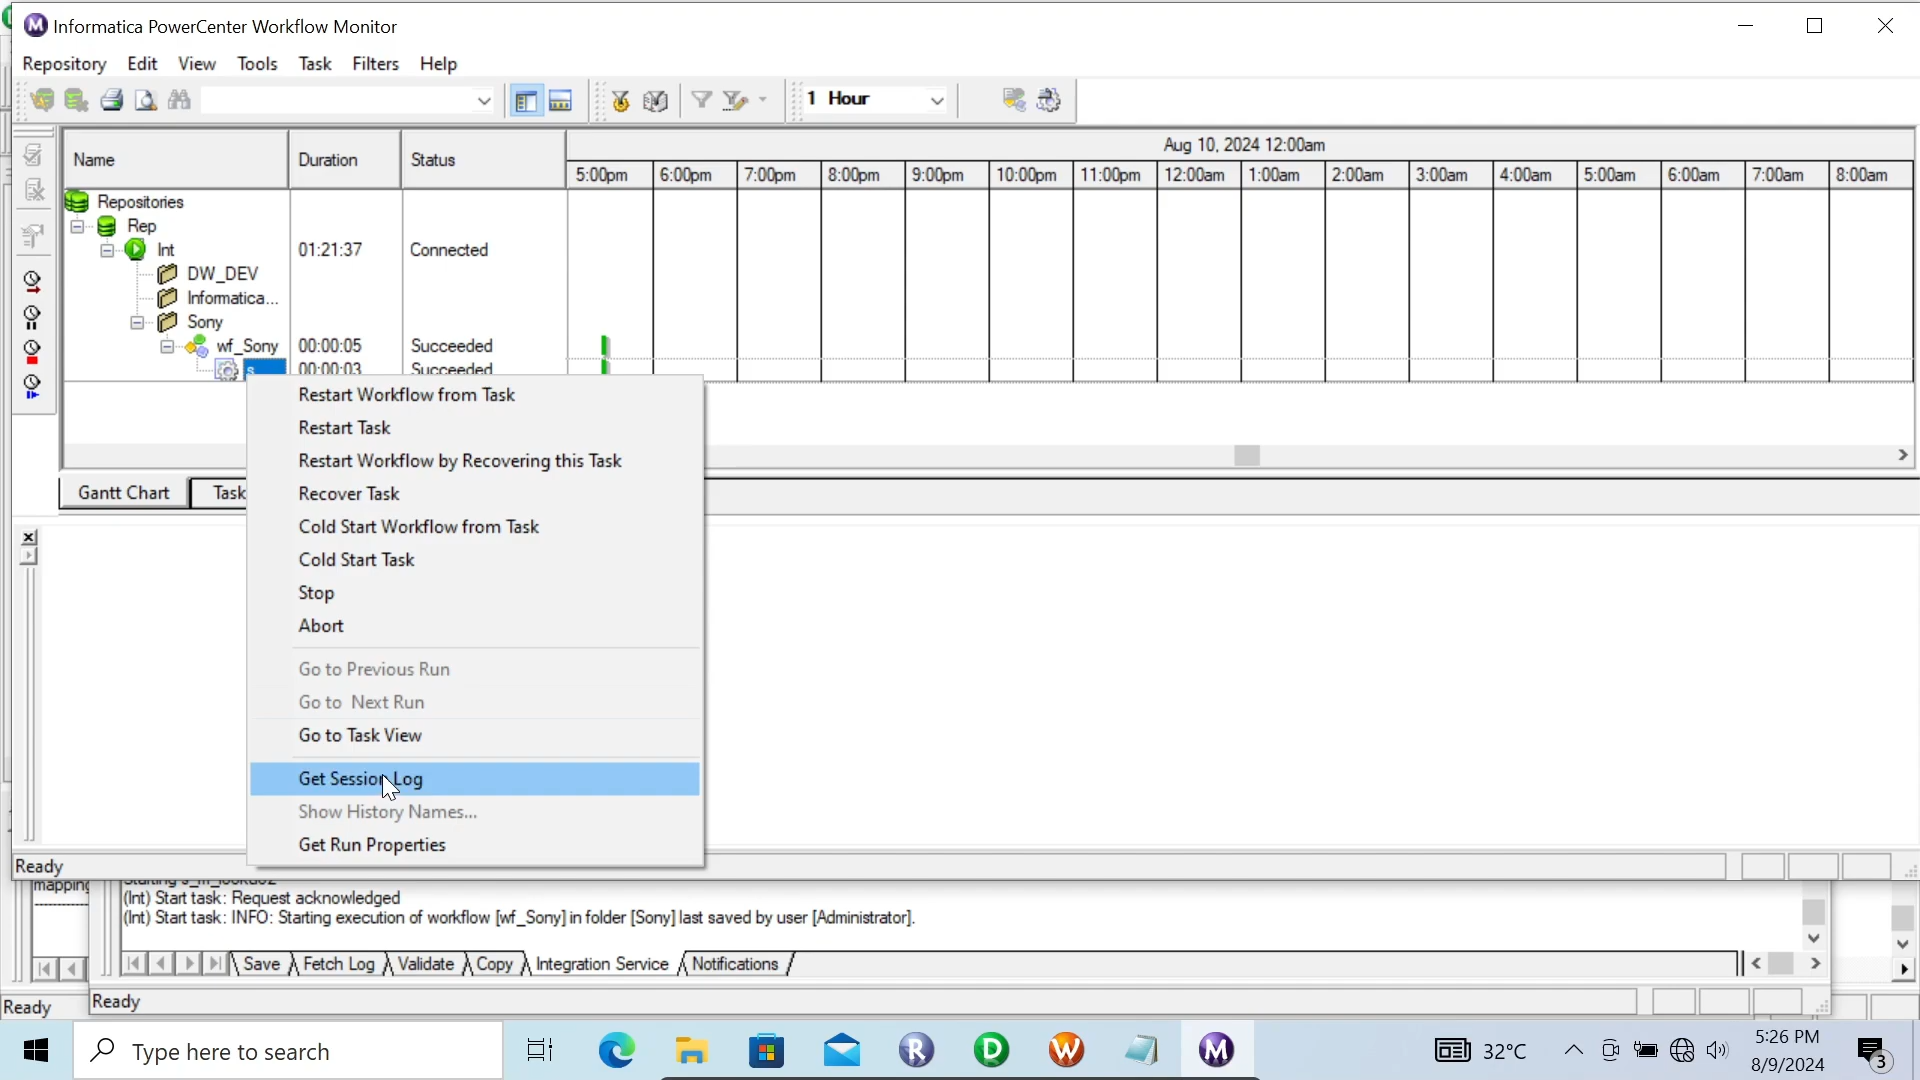 Informatica PowerCenter Workflow Monitor
Repository Edit View Tools Task Filters Help
1 Hour
Name Duration Status
Aug 10, 2024 12:00am
5:00pm 6:00pm 7:00pm 8:00pm 9:00pm 10:00pm 11:00pm 12:00am 1:00am 2:00am 3:00am 4:00am 5:00am 6:00am 7:00am 8:00am
Repositories
Rep
Int 01:21:37 Connected
DW_DEV
Informatica...
Sony
wf_Sony 00:00:05 Succeeded
s 00:00:03 Succeeded
Restart Workflow from Task
Restart Task
Restart Workflow by Recovering this Task
Recover Task
Cold Start Workflow from Task
Cold Start Task
Stop
Abort
Go to Previous Run
Go to Next Run
Go to Task View
Get Session Log
Show History Names...
Get Run Properties
Gantt Chart Task
Ready
mapping
(Int) Start task: Request acknowledged
(Int) Start task: INFO: Starting execution of workflow [wf_Sony] in folder [Sony] last saved by user [Administrator].
Save Fetch Log Validate Copy Integration Service Notifications
Ready Ready
Type here to search
R D W M
32°C
5:26 PM
8/9/2024
3